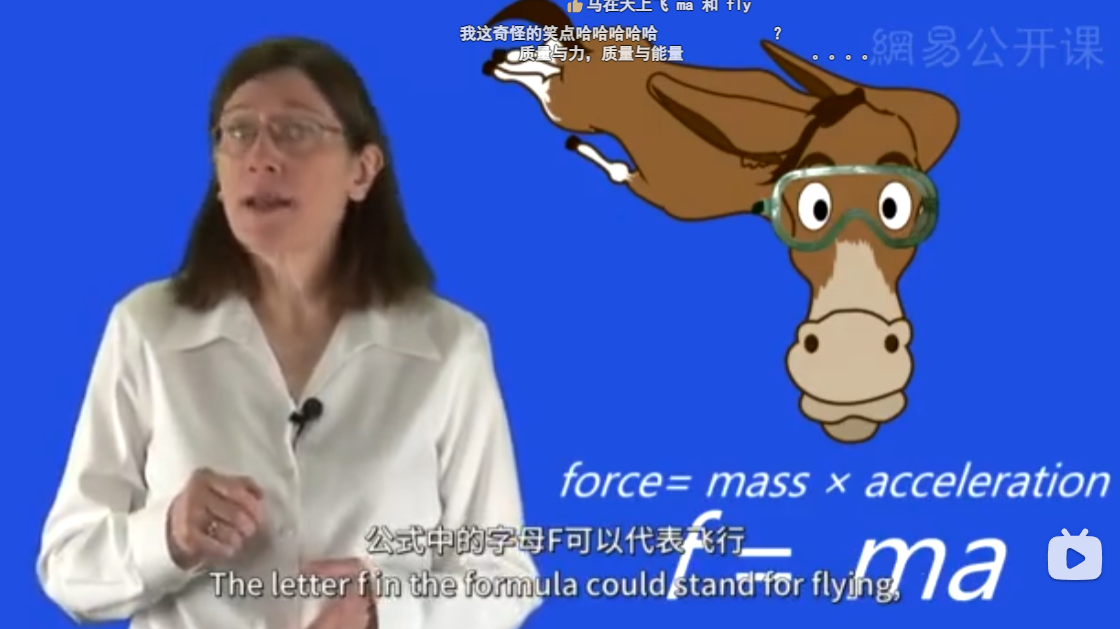 马在天上飞 ma 和 fly
我这奇怪的笑点哈哈哈哈哈
?
质量与力，质量与能量
。。。。
網易公开课
force= mass × acceleration
f = ma
公式中的字母F可以代表飞行
The letter f in the formula could stand for flying,